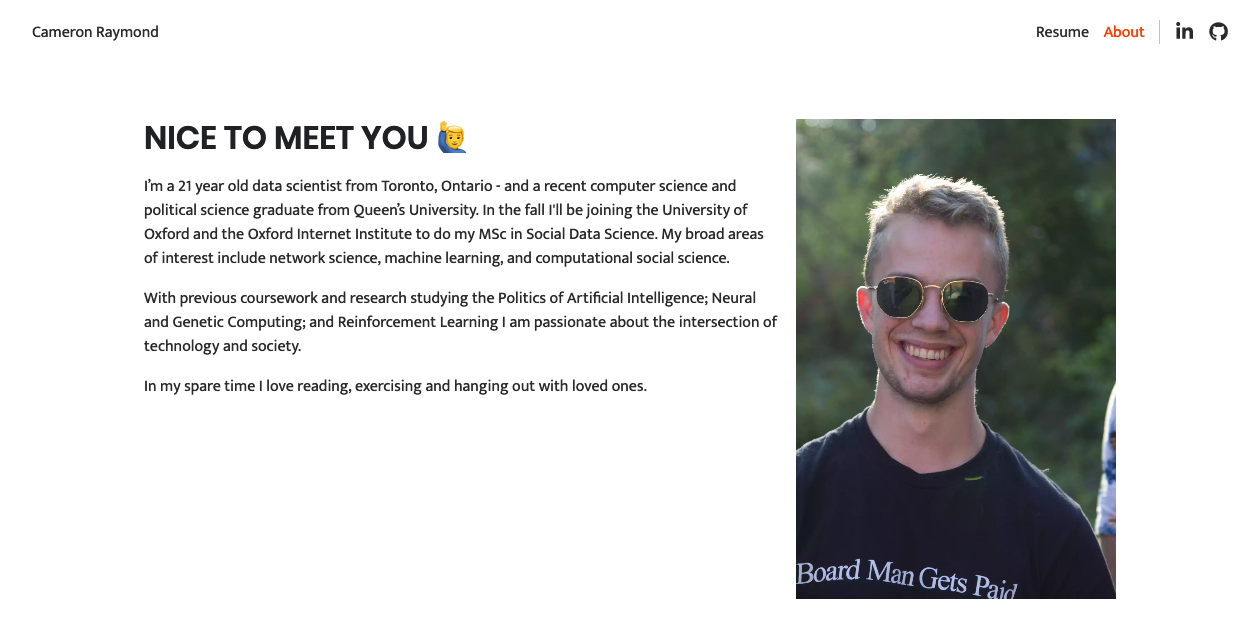 Cameron Raymond
Resume About
NICE TO MEET YOU 🙋‍♂️
I’m a 21 year old data scientist from Toronto, Ontario - and a recent computer science and
political science graduate from Queen’s University. In the fall I'll be joining the University of
Oxford and the Oxford Internet Institute to do my MSc in Social Data Science. My broad areas
of interest include network science, machine learning, and computational social science.
With previous coursework and research studying the Politics of Artificial Intelligence; Neural
and Genetic Computing; and Reinforcement Learning I am passionate about the intersection of
technology and society.
In my spare time I love reading, exercising and hanging out with loved ones.
Board Man Gets Paid